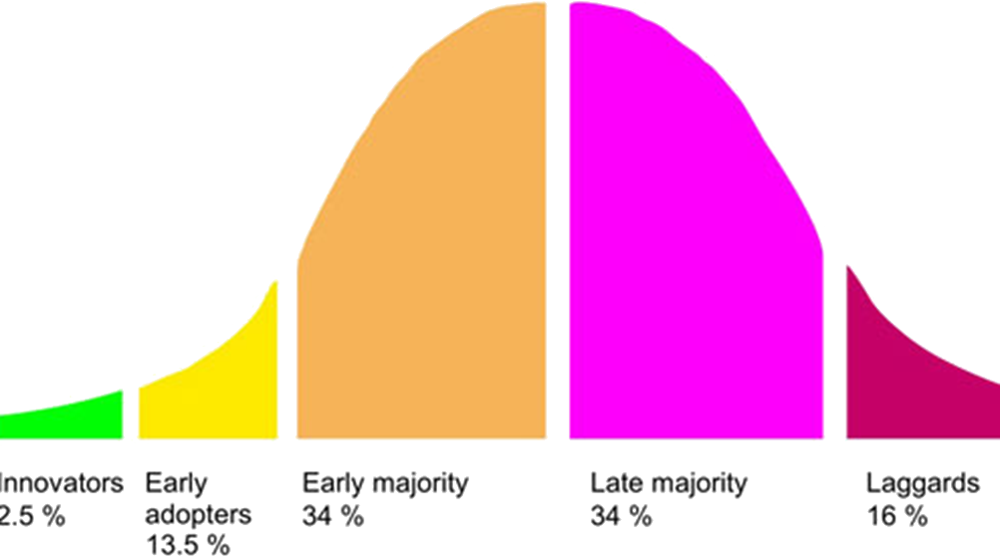 Innovators
2.5 %
Early
adopters
13.5 %
Early majority
34 %
Late majority
34 %
Laggards
16 %